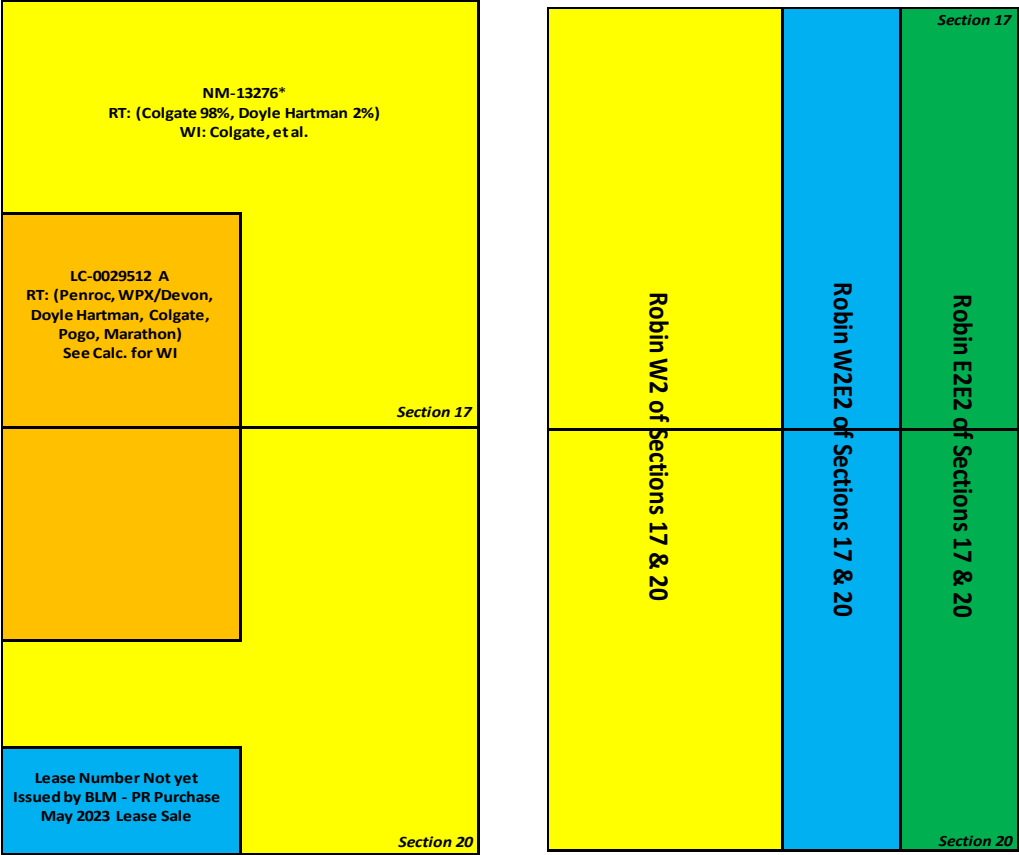 NM-13276*
RT: (Colgate 98%, Doyle Hartman 2%)
WI: Colgate, et al.
LC-0029512 A
RT: (Penroc, WPX/Devon,
Doyle Hartman, Colgate,
Pogo, Marathon)
See Calc. for WI
Section 17
Lease Number Not yet
Issued by BLM - PR Purchase
May 2023 Lease Sale
Section 20
Section 17
Robin W2 of Sections 17 & 20
Robin W2E2 of Sections 17 & 20
Robin E2E2 of Sections 17 & 20
Section 20